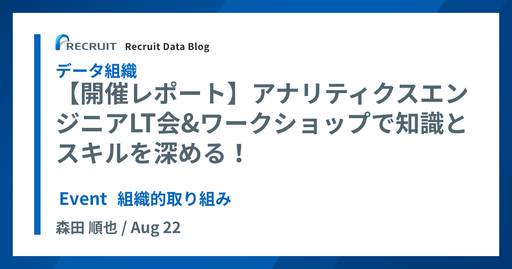 RECRUIT Recruit Data Blog
データ組織
【開催レポート】アナリティクスエン
ジニアLT会&ワークショップで知識と
スキルを深める！
Event 組織的取り組み
森田 順也 / Aug 22